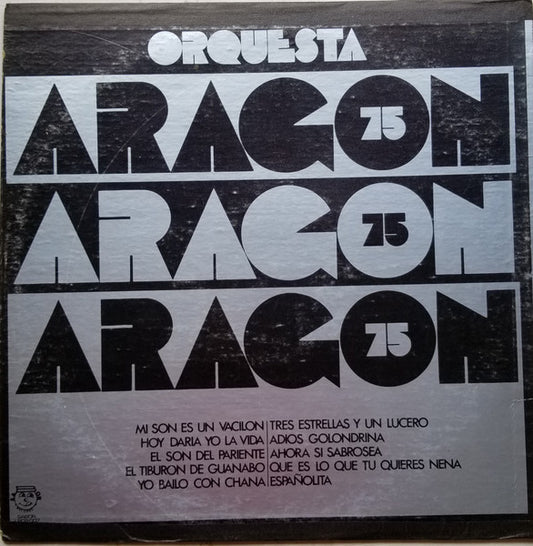 ORQUESTA
ARAGON 75
ARAGON 75
ARAGON 75
MI SON ES UN VACILON
HOY DARIA YO LA VIDA
EL SON DEL PARIENTE
EL TIBURON DE GUANABO
YO BAILO CON CHANA
TRES ESTRELLAS Y UN LUCERO
ADIOS GOLONDRINA
AHORA SI SABROSEA
QUE ES LO QUE TU QUIERES NENA
ESPAÑOLITA